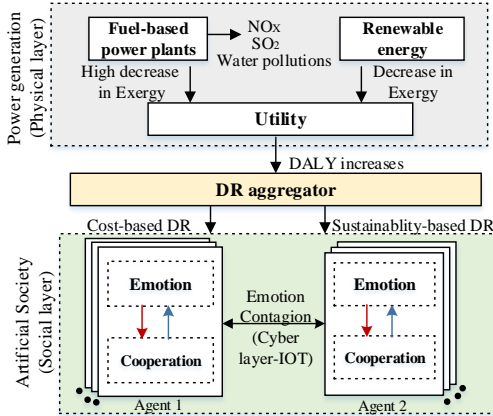 Power generation
(Physical layer)
Fuel-based
power plants
NOx
SO2
Water pollutions
Renewable
energy
High decrease
in Exergy
Decrease in
Exergy
Utility
DALY increases
DR aggregator
Cost-based DR
Sustainablity-based DR
Artificial Society
(Social layer)
Emotion
Cooperation
Agent 1
Emotion
Contagion
(Cyber
layer-IOT)
Emotion
Cooperation
Agent 2